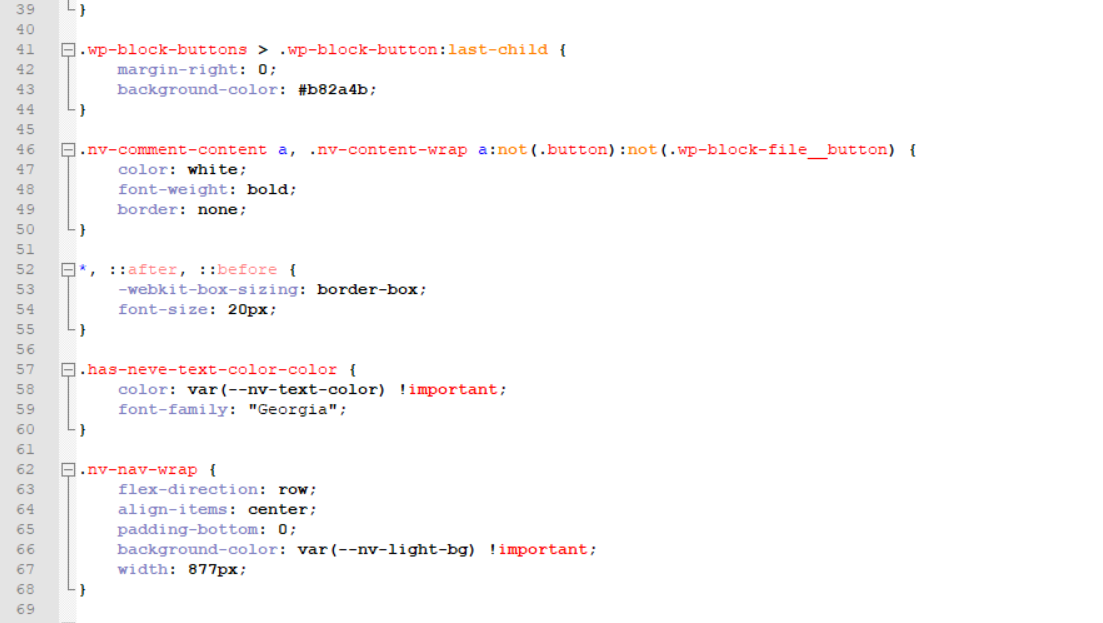 39 }
40
41 .wp-block-buttons > .wp-block-button:last-child {
42 margin-right: 0;
43 background-color: #b82a4b;
44 }
45
46 .nv-comment-content a, .nv-content-wrap a:not(.button):not(.wp-block-file__button) {
47 color: white;
48 font-weight: bold;
49 border: none;
50 }
51
52 *, ::after, ::before {
53 -webkit-box-sizing: border-box;
54 font-size: 20px;
55 }
56
57 .has-neve-text-color-color {
58 color: var(--nv-text-color) !important;
59 font-family: "Georgia";
60 }
61
62 .nv-nav-wrap {
63 flex-direction: row;
64 align-items: center;
65 padding-bottom: 0;
66 background-color: var(--nv-light-bg) !important;
67 width: 877px;
68 }
69